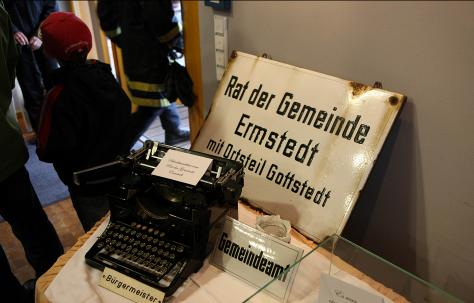 Rat der Gemeinde
Ermstedt
mit Ortsteil Gottstedt
Gemeindeamt
Bürgermeister